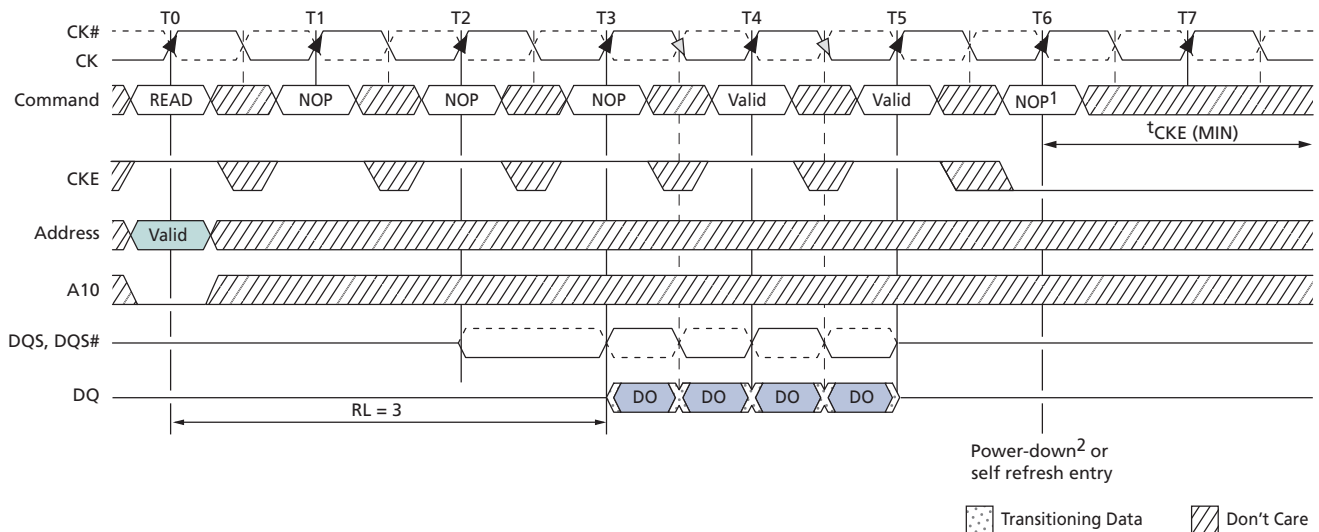 T0 T1 T2 T3 T4 T5 T6 T7
CK#
CK
Command READ NOP NOP NOP Valid Valid NOP1
tCKE (MIN)
CKE
Address Valid
A10
DQS, DQS#
DQ DO DO DO DO
RL = 3
Power-down2 or
self refresh entry
Transitioning Data Don't Care